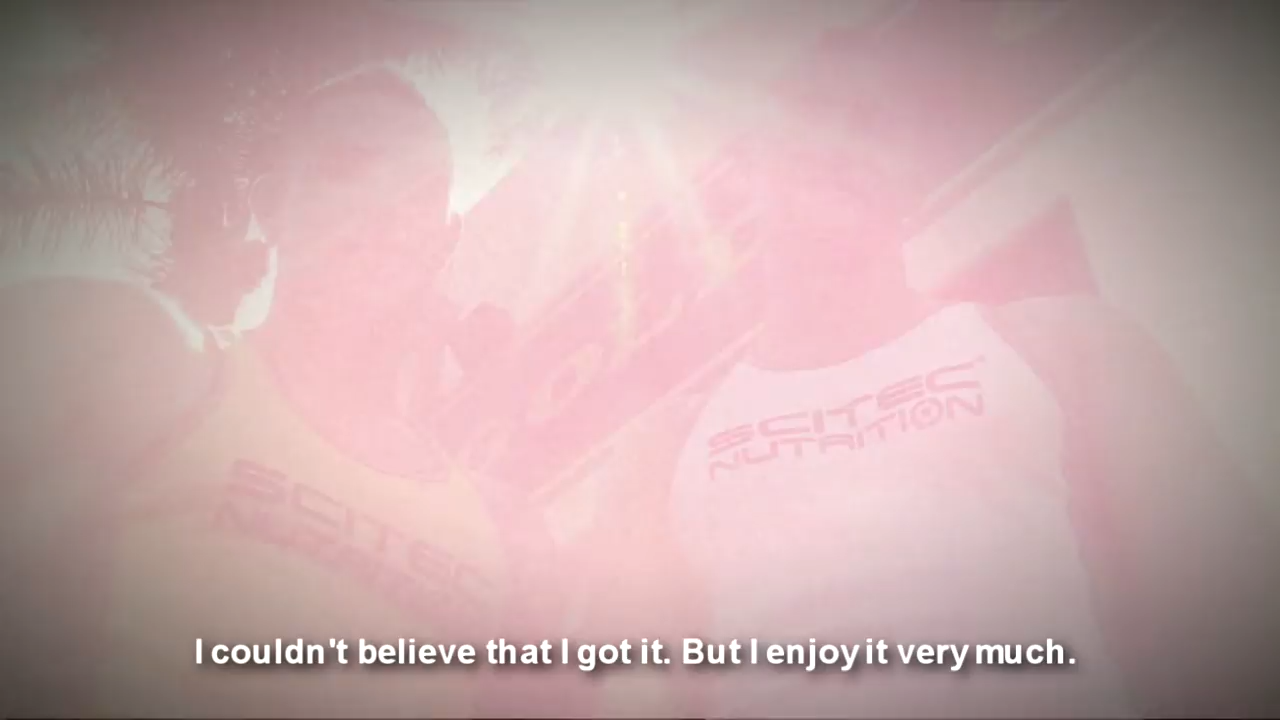 SCITEC
NUTRITION
SCITEC
I couldn't believe that I got it. But I enjoy it very much.